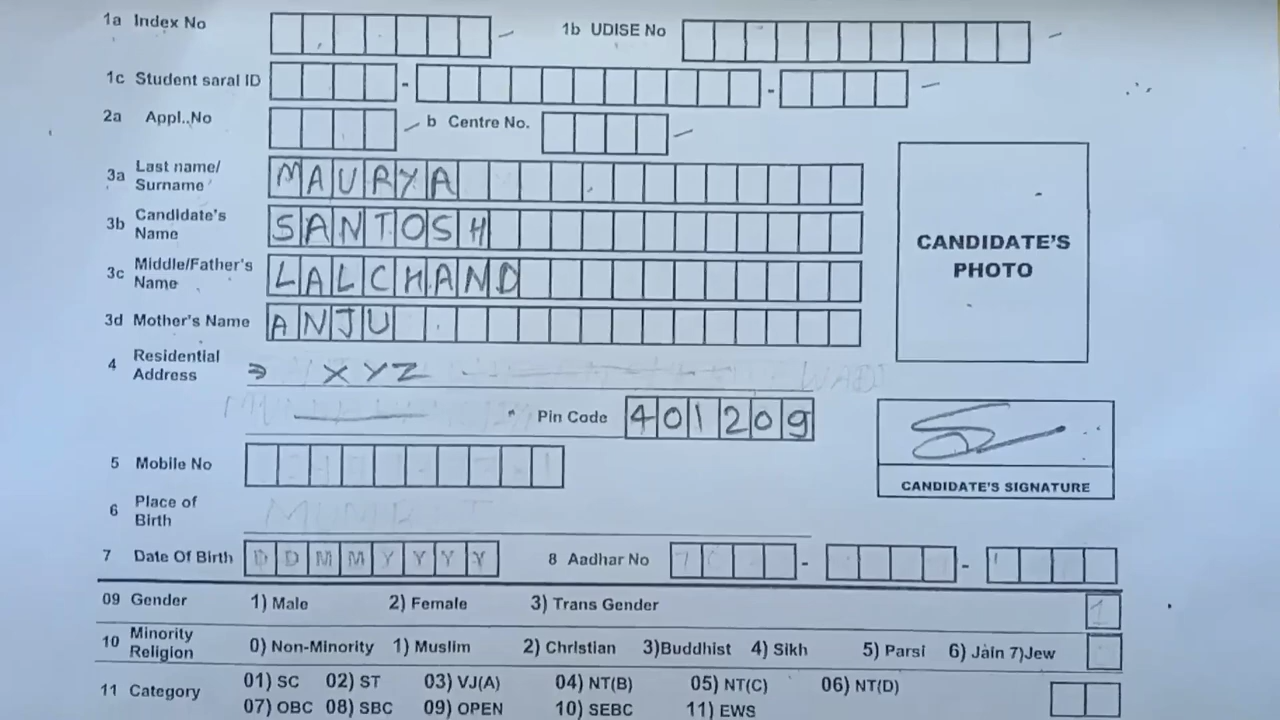 1a Index No 1b UDISE No
1c Student saral ID - -
2a Appl..No b Centre No.
3a Last name/ Surname MAURYA
3b Candidate's Name SANTOSH
3c Middle/Father's Name LALCHAND
3d Mother's Name ANJU
CANDIDATE'S
PHOTO
4 Residential Address XYZ
Pin Code 401209
5 Mobile No
CANDIDATE'S SIGNATURE
6 Place of Birth
7 Date Of Birth D D M M Y Y Y Y 8 Aadhar No - -
09 Gender 1) Male 2) Female 3) Trans Gender 1
10 Minority Religion 0) Non-Minority 1) Muslim 2) Christian 3)Buddhist 4) Sikh 5) Parsi 6) Jain 7)Jew
11 Category 01) SC 02) ST 03) VJ(A) 04) NT(B) 05) NT(C) 06) NT(D)
07) OBC 08) SBC 09) OPEN 10) SEBC 11) EWS